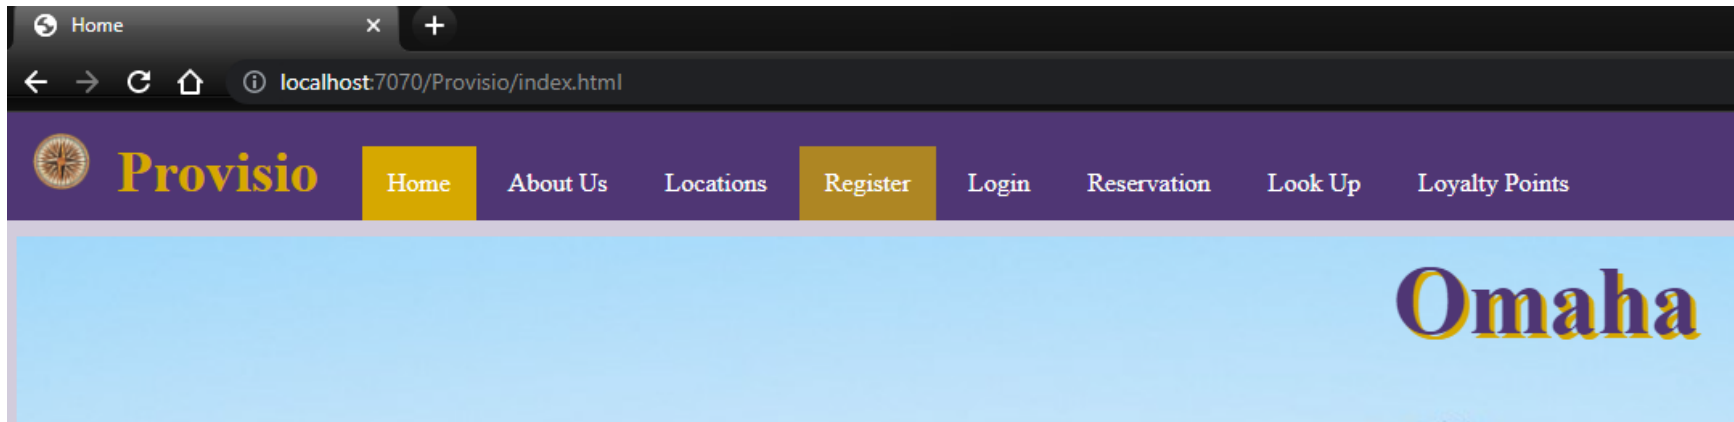 Home
localhost:7070/Provisio/index.html
Provisio Home About Us Locations Register Login Reservation Look Up Loyalty Points
Omaha